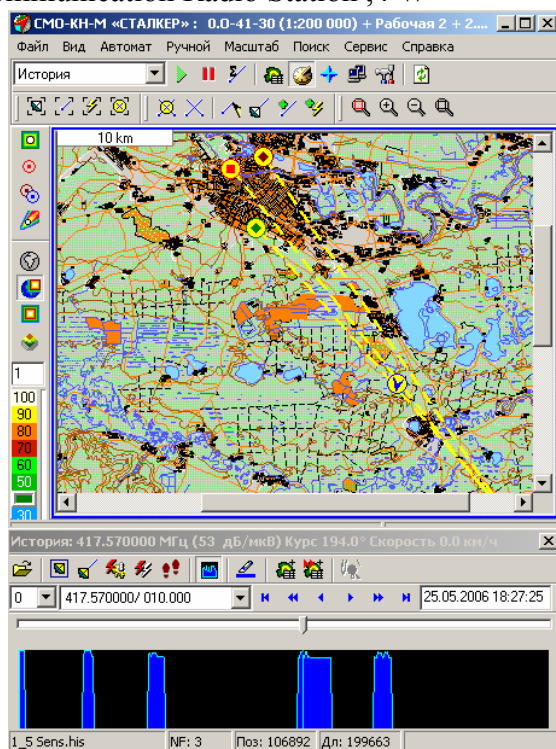 mmunication Radio Station
СМО-КН-М «СТАЛКЕР» : 0.0-41-30 (1:200 000) + Рабочая 2 + 2....
Файл Вид Автомат Ручной Масштаб Поиск Сервис Справка
История
10 km
1
100
90
80
70
60
50
30
История: 417.570000 МГц (53 дБ/мкВ) Курс 194.0° Скорость 0.0 км/ч
0 417.570000/ 010.000 25.05.2006 18:27:25
1_5 Sens.his NF: 3 Поз: 106892 Дл: 199663